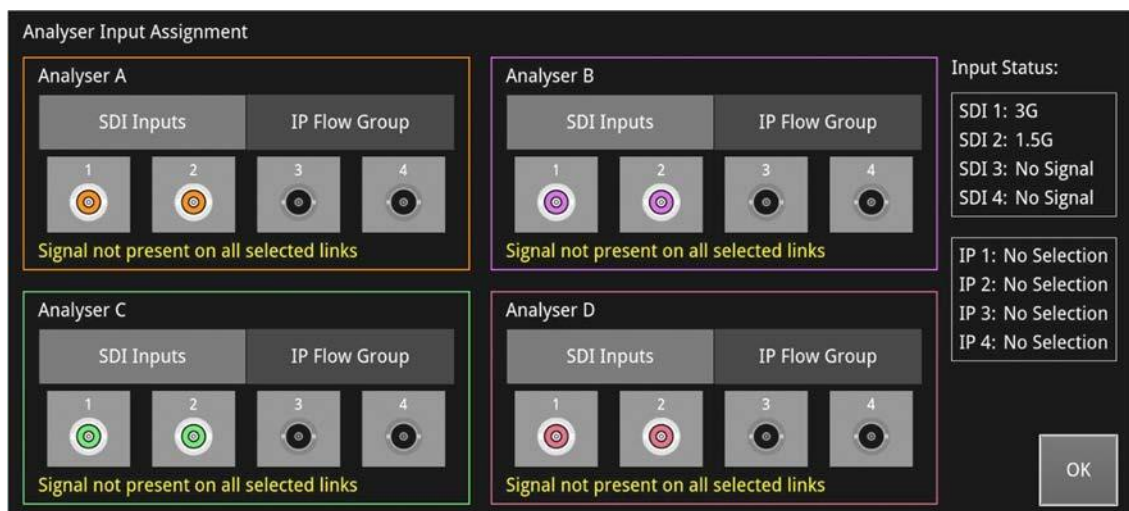 Analyser Input Assignment
Analyser A
SDI Inputs
IP Flow Group
1
2
3
4
Signal not present on all selected links
Analyser B
SDI Inputs
IP Flow Group
1
2
3
4
Signal not present on all selected links
Analyser C
SDI Inputs
IP Flow Group
1
2
3
4
Signal not present on all selected links
Analyser D
SDI Inputs
IP Flow Group
1
2
3
4
Signal not present on all selected links
Input Status:
SDI 1: 3G
SDI 2: 1.5G
SDI 3: No Signal
SDI 4: No Signal
IP 1: No Selection
IP 2: No Selection
IP 3: No Selection
IP 4: No Selection
OK